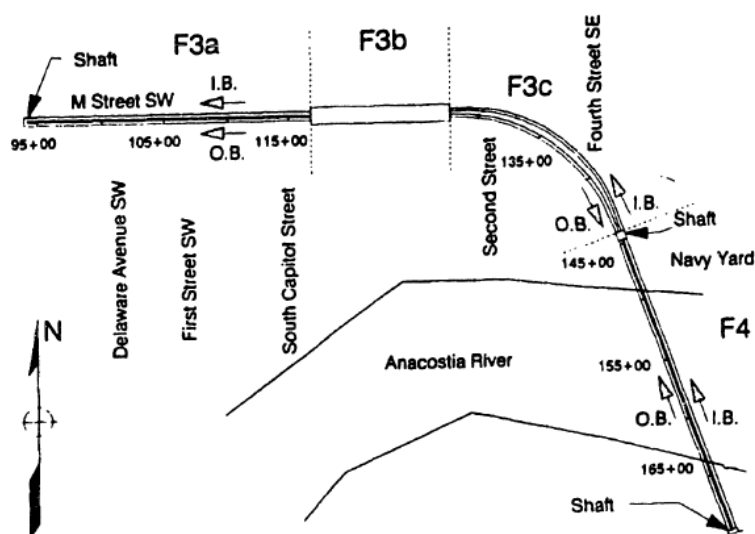 F3a
F3b
F3c
Fourth Street SE
Shaft
I.B.
M Street SW
95+00
105+00
O.B.
115+00
Second Street
135+00
O.B.
I.B.
Shaft
145+00
Navy Yard
Delaware Avenue SW
First Street SW
South Capitol Street
N
Anacostia River
F4
155+00
O.B.
I.B.
165+00
Shaft